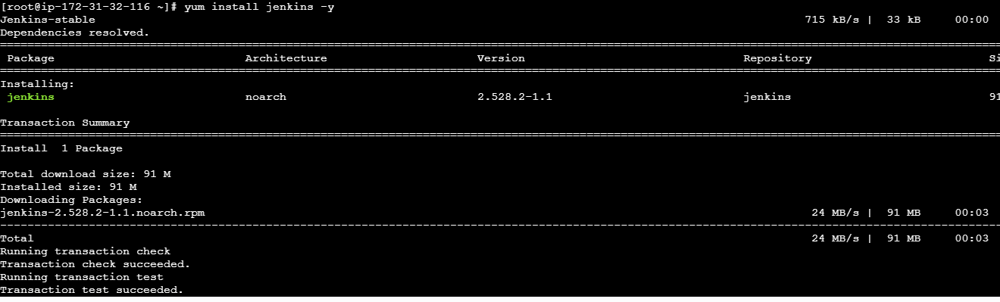 [root@ip-172-31-32-116 ~]# yum install jenkins -y
Jenkins-stable 715 kB/s | 33 kB 00:00
Dependencies resolved.
================================================================================
Package Architecture Version Repository Si
================================================================================
Installing:
jenkins noarch 2.528.2-1.1 jenkins 91
Transaction Summary
================================================================================
Install 1 Package
Total download size: 91 M
Installed size: 91 M
Downloading Packages:
jenkins-2.528.2-1.1.noarch.rpm 24 MB/s | 91 MB 00:03
--------------------------------------------------------------------------------
Total 24 MB/s | 91 MB 00:03
Running transaction check
Transaction check succeeded.
Running transaction test
Transaction test succeeded.